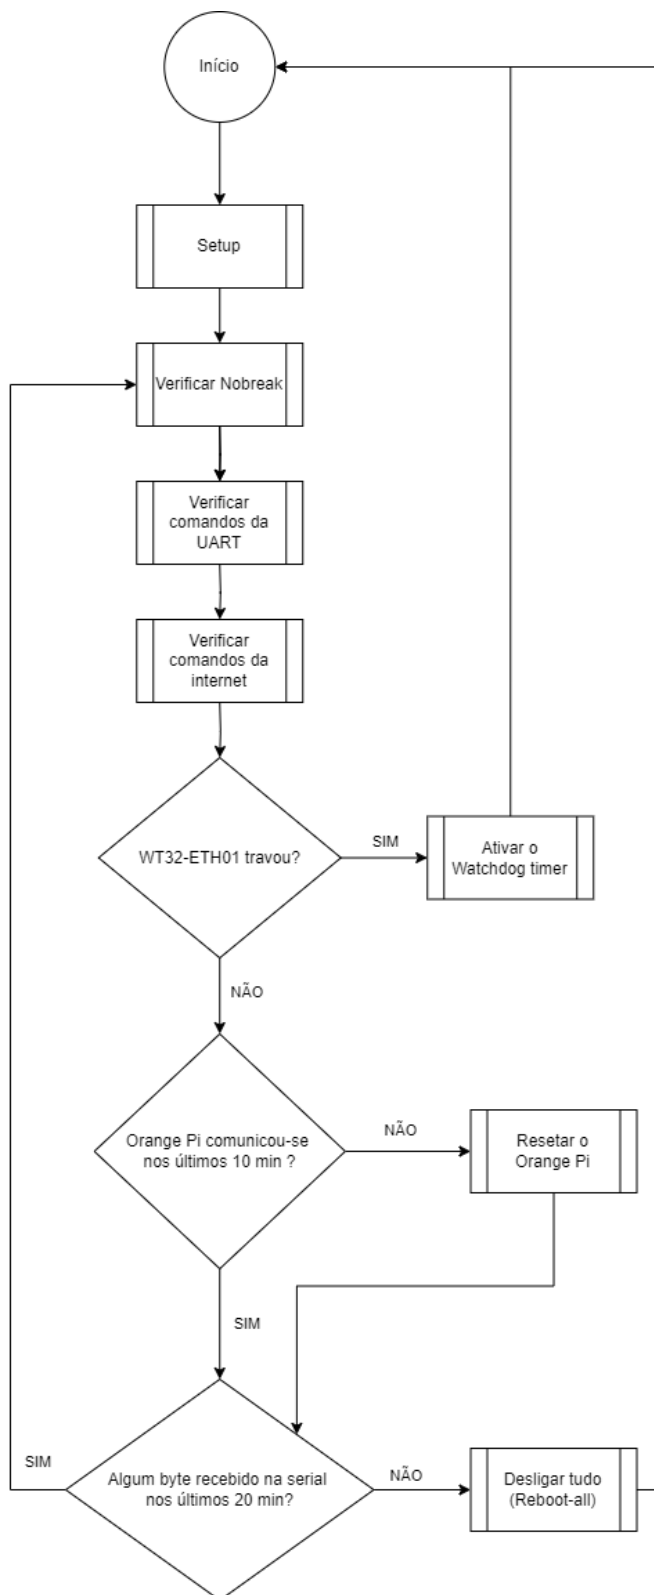 Início
Setup
Verificar Nobreak
Verificar
comandos da
UART
Verificar
comandos da
internet
WT32-ETH01 travou?
SIM
Ativar o
Watchdog timer
NÃO
Orange Pi comunicou-se
nos últimos 10 min ?
NÃO
Resetar o
Orange Pi
SIM
Algum byte recebido na serial
nos últimos 20 min?
SIM
NÃO
Desligar tudo
(Reboot-all)